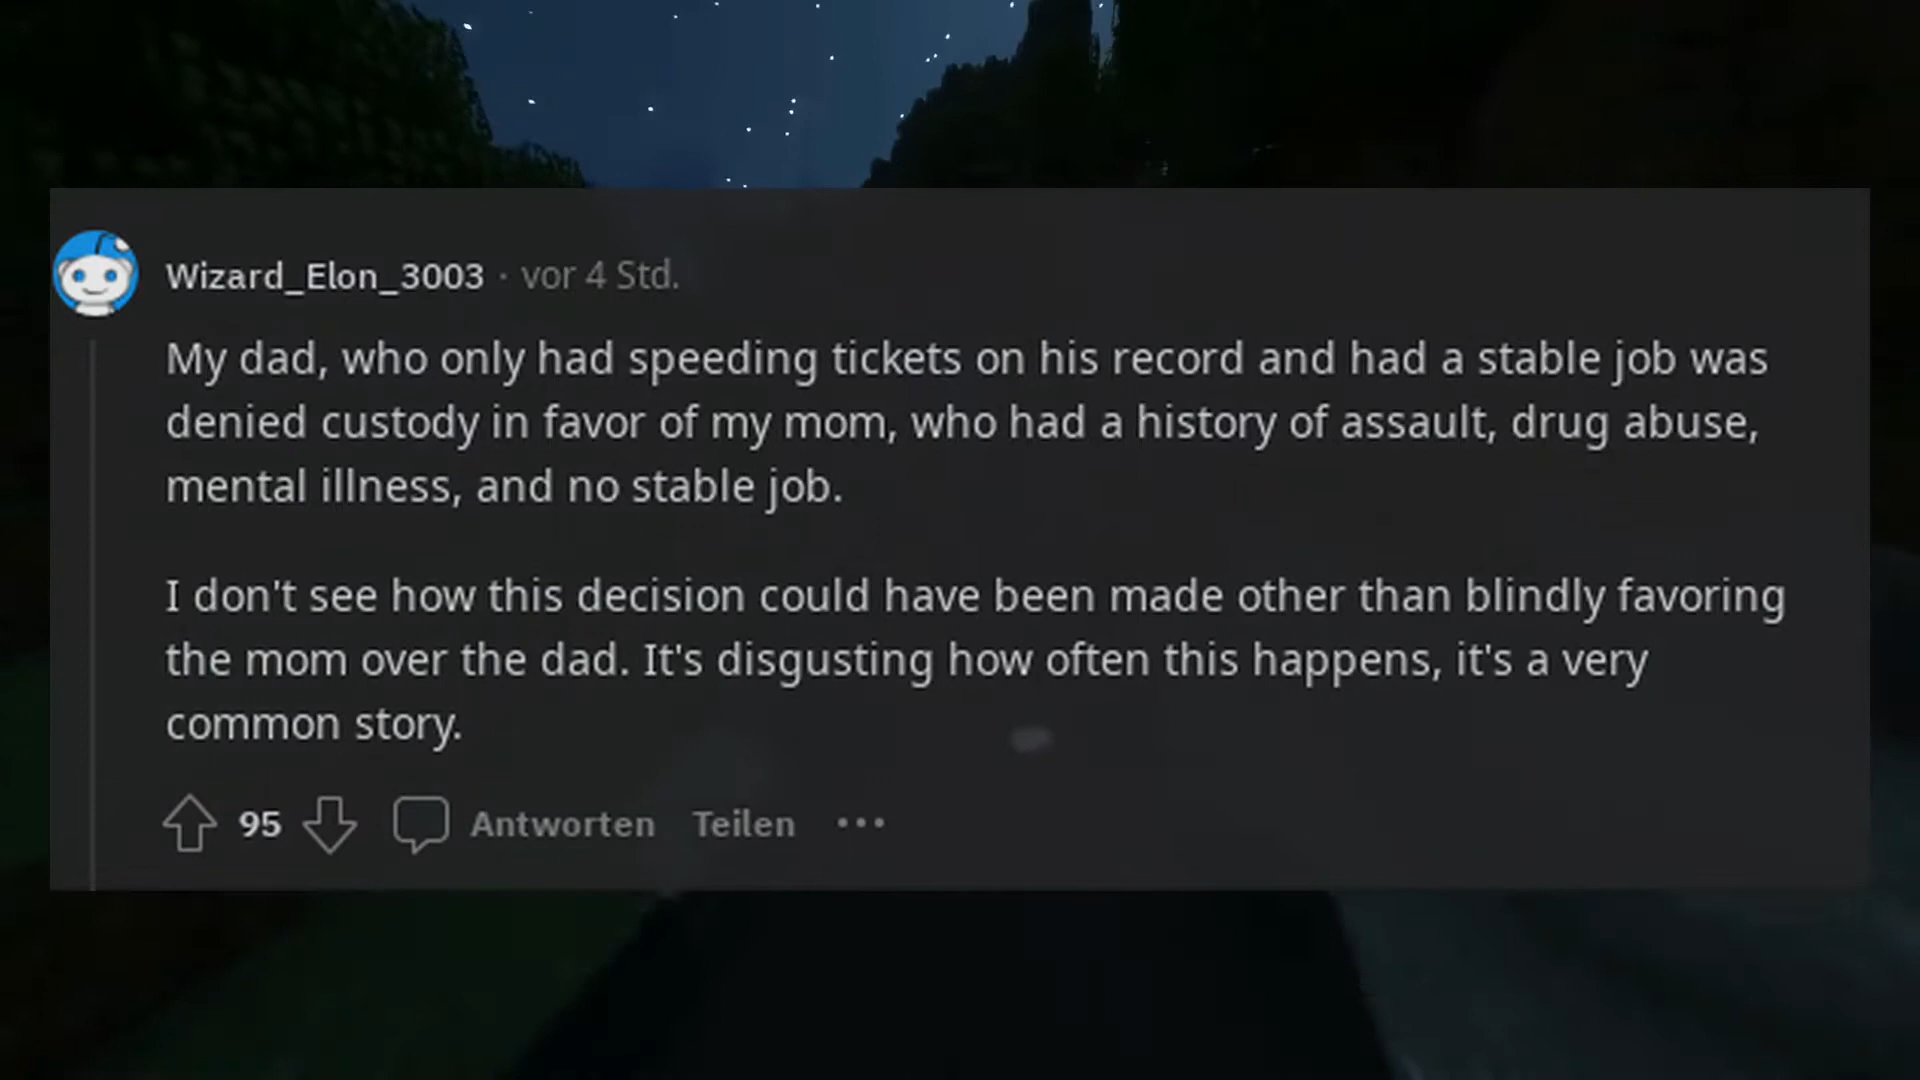 Wizard_Elon_3003 · vor 4 Std.
My dad, who only had speeding tickets on his record and had a stable job was
denied custody in favor of my mom, who had a history of assault, drug abuse,
mental illness, and no stable job.
I don't see how this decision could have been made other than blindly favoring
the mom over the dad. It's disgusting how often this happens, it's a very
common story.
95 Antworten Teilen ...